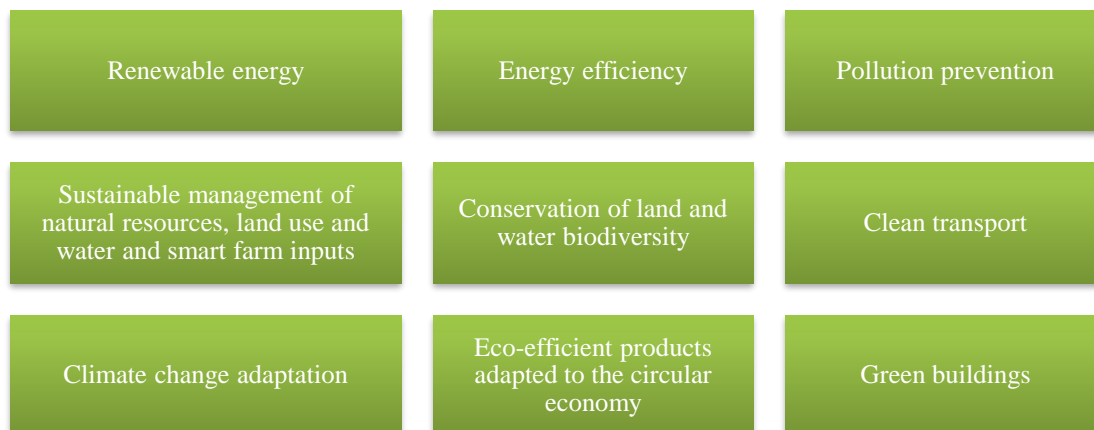 Renewable energy
Energy efficiency
Pollution prevention
Sustainable management of
natural resources, land use and
water and smart farm inputs
Conservation of land and
water biodiversity
Clean transport
Climate change adaptation
Eco-efficient products
adapted to the circular
economy
Green buildings